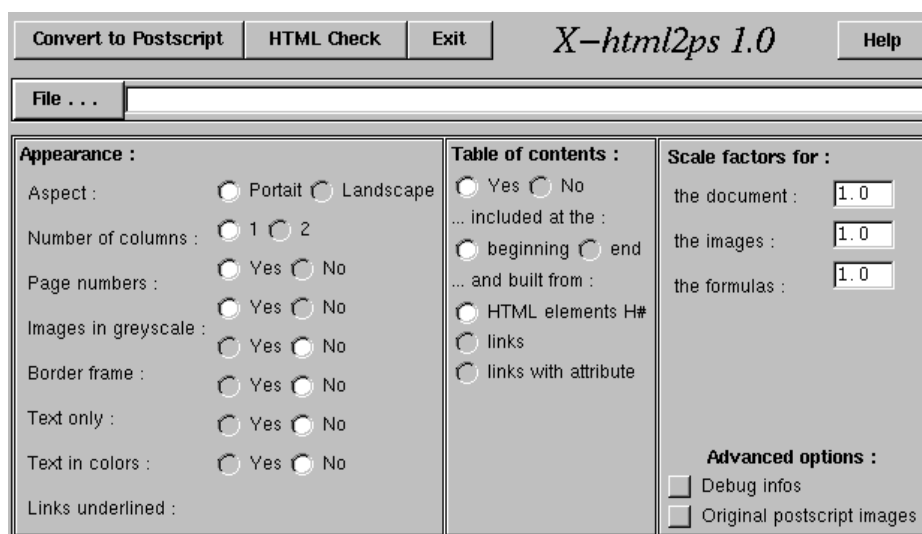 Convert to Postscript HTML Check Exit X-html2ps 1.0 Help
File . . .
Appearance :
Aspect : Portait Landscape
Number of columns : 1 2
Page numbers : Yes No
Images in greyscale : Yes No
Border frame : Yes No
Text only : Yes No
Text in colors : Yes No
Links underlined : Yes No
Table of contents :
Yes No
... included at the :
beginning end
... and built from :
HTML elements H#
links
links with attribute
Scale factors for :
the document : 1.0
the images : 1.0
the formulas : 1.0
Advanced options :
Debug infos
Original postscript images